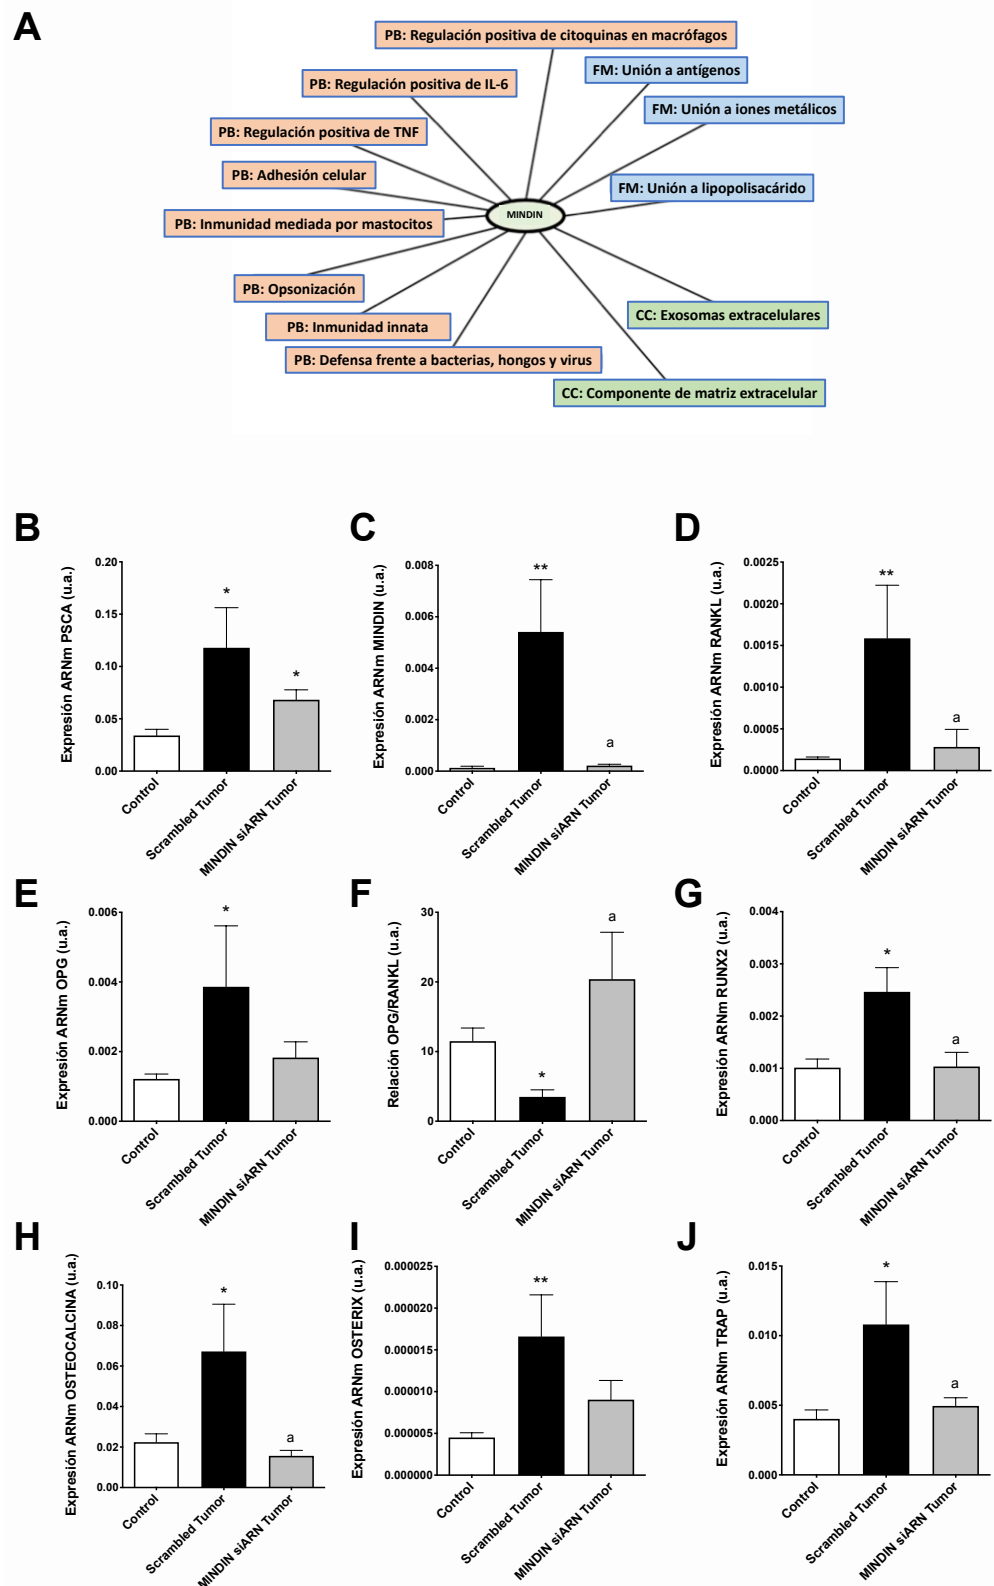 A
PB: Regulación positiva de citoquinas en macrófagos
FM: Unión a antígenos
PB: Regulación positiva de IL-6
FM: Unión a iones metálicos
PB: Regulación positiva de TNF
PB: Adhesión celular
FM: Unión a lipopolisacárido
MINDIN
PB: Inmunidad mediada por mastocitos
PB: Opsonización
CC: Exosomas extracelulares
PB: Inmunidad innata
PB: Defensa frente a bacterias, hongos y virus
CC: Componente de matriz extracelular
B
Expresión ARNm PSCA (u.a.)
0.20
0.15
0.10
0.05
0.00
*
*
Control
Scrambled Tumor
MINDIN siARN Tumor
C
Expresión ARNm MINDIN (u.a.)
0.008
0.006
0.004
0.002
0.000
**
a
Control
Scrambled Tumor
MINDIN siARN Tumor
D
Expresión ARNm RANKL (u.a.)
0.0025
0.0020
0.0015
0.0010
0.0005
0.0000
**
a
Control
Scrambled Tumor
MINDIN siARN Tumor
E
Expresión ARNm OPG (u.a.)
0.006
0.004
0.002
0.000
*
Control
Scrambled Tumor
MINDIN siARN Tumor
F
Relación OPG/RANKL (u.a.)
30
20
10
0
*
a
Control
Scrambled Tumor
MINDIN siARN Tumor
G
Expresión ARNm RUNX2 (u.a.)
0.004
0.003
0.002
0.001
0.000
*
a
Control
Scrambled Tumor
MINDIN siARN Tumor
H
Expresión ARNm OSTEOCALCINA (u.a.)
0.10
0.08
0.06
0.04
0.02
0.00
*
a
Control
Scrambled Tumor
MINDIN siARN Tumor
I
Expresión ARNm OSTERIX (u.a.)
0.000025
0.000020
0.000015
0.000010
0.000005
0.000000
**
Control
Scrambled Tumor
MINDIN siARN Tumor
J
Expresión ARNm TRAP (u.a.)
0.015
0.010
0.005
0.000
*
a
Control
Scrambled Tumor
MINDIN siARN Tumor